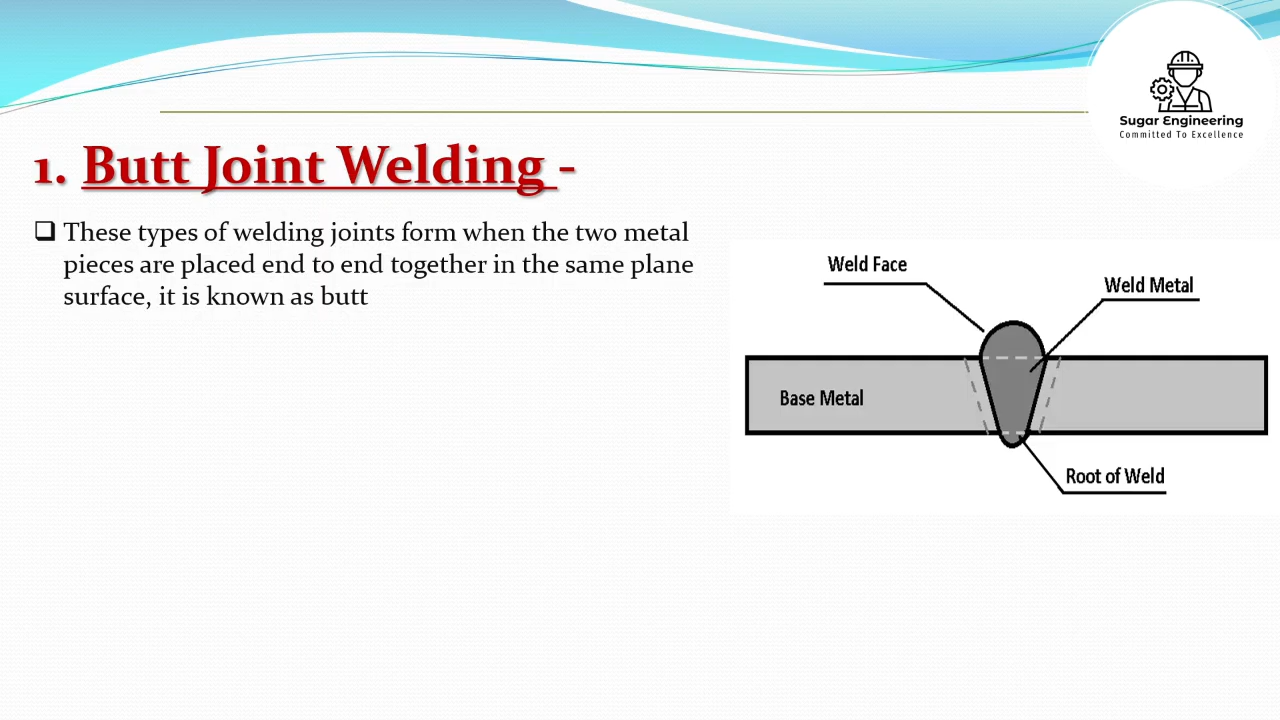 Sugar Engineering
Committed To Excellence
1. Butt Joint Welding -
These types of welding joints form when the two metal
pieces are placed end to end together in the same plane
surface, it is known as butt
Weld Face
Weld Metal
Base Metal
Root of Weld